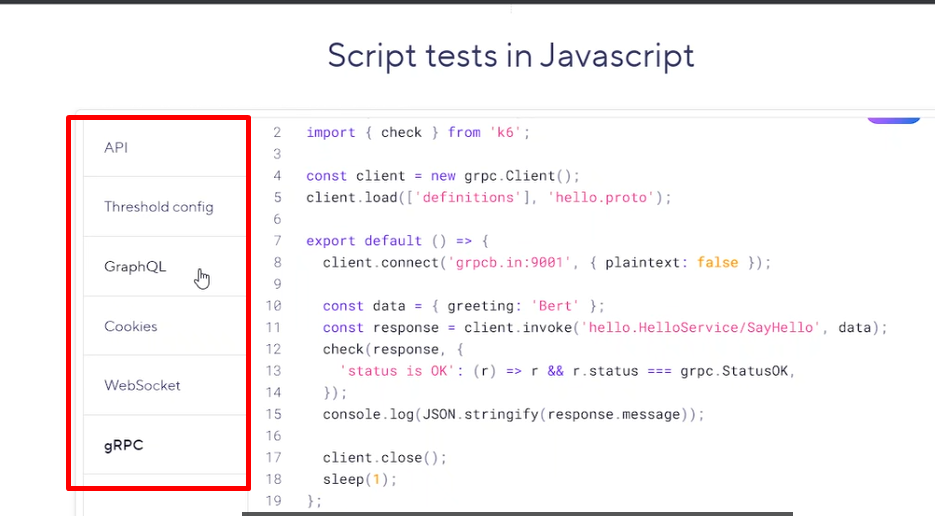 Script tests in Javascript
API
Threshold config
GraphQL
Cookies
WebSocket
gRPC
2 import { check } from 'k6';
3
4 const client = new grpc.Client();
5 client.load(['definitions'], 'hello.proto');
6
7 export default () => {
8 client.connect('grpcb.in:9001', { plaintext: false });
9
10 const data = { greeting: 'Bert' };
11 const response = client.invoke('hello.HelloService/SayHello', data);
12 check(response, {
13 'status is OK': (r) => r && r.status === grpc.StatusOK,
14 });
15 console.log(JSON.stringify(response.message));
16
17 client.close();
18 sleep(1);
19 };